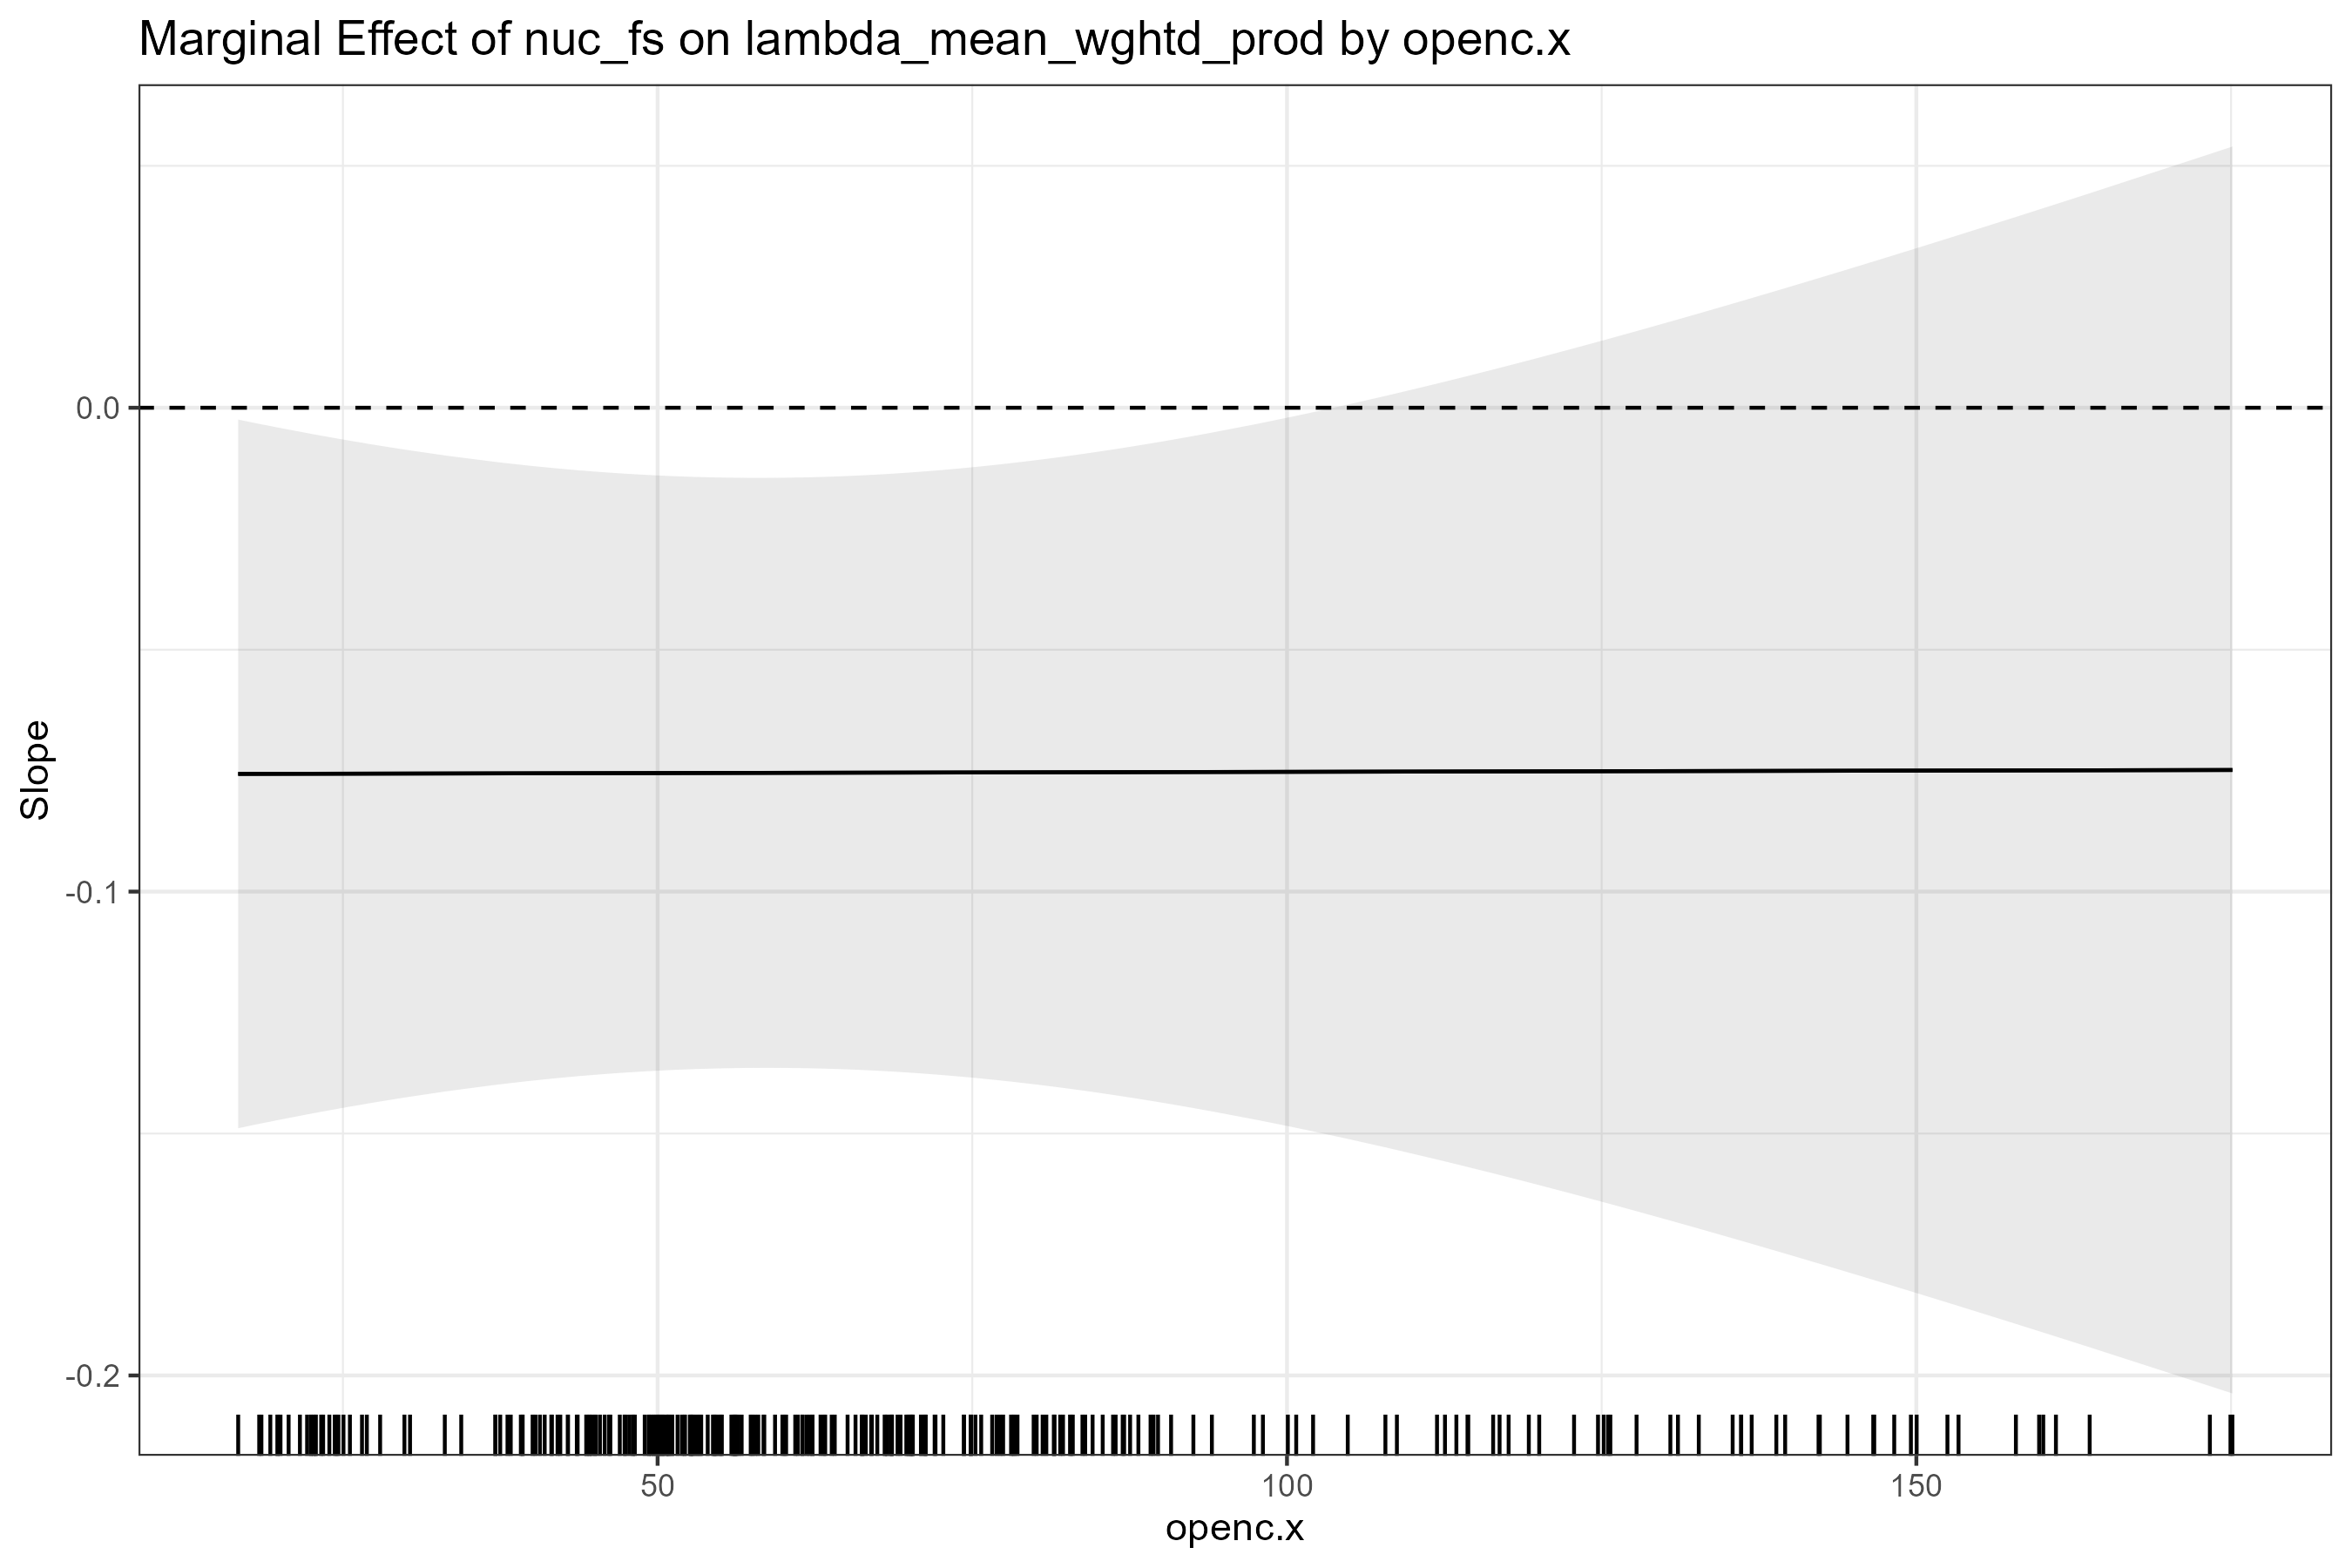 Marginal Effect of nuc_fs on lambda_mean_wghtd_prod by openc.x
Slope
0.0
-0.1
-0.2
50
100
150
openc.x